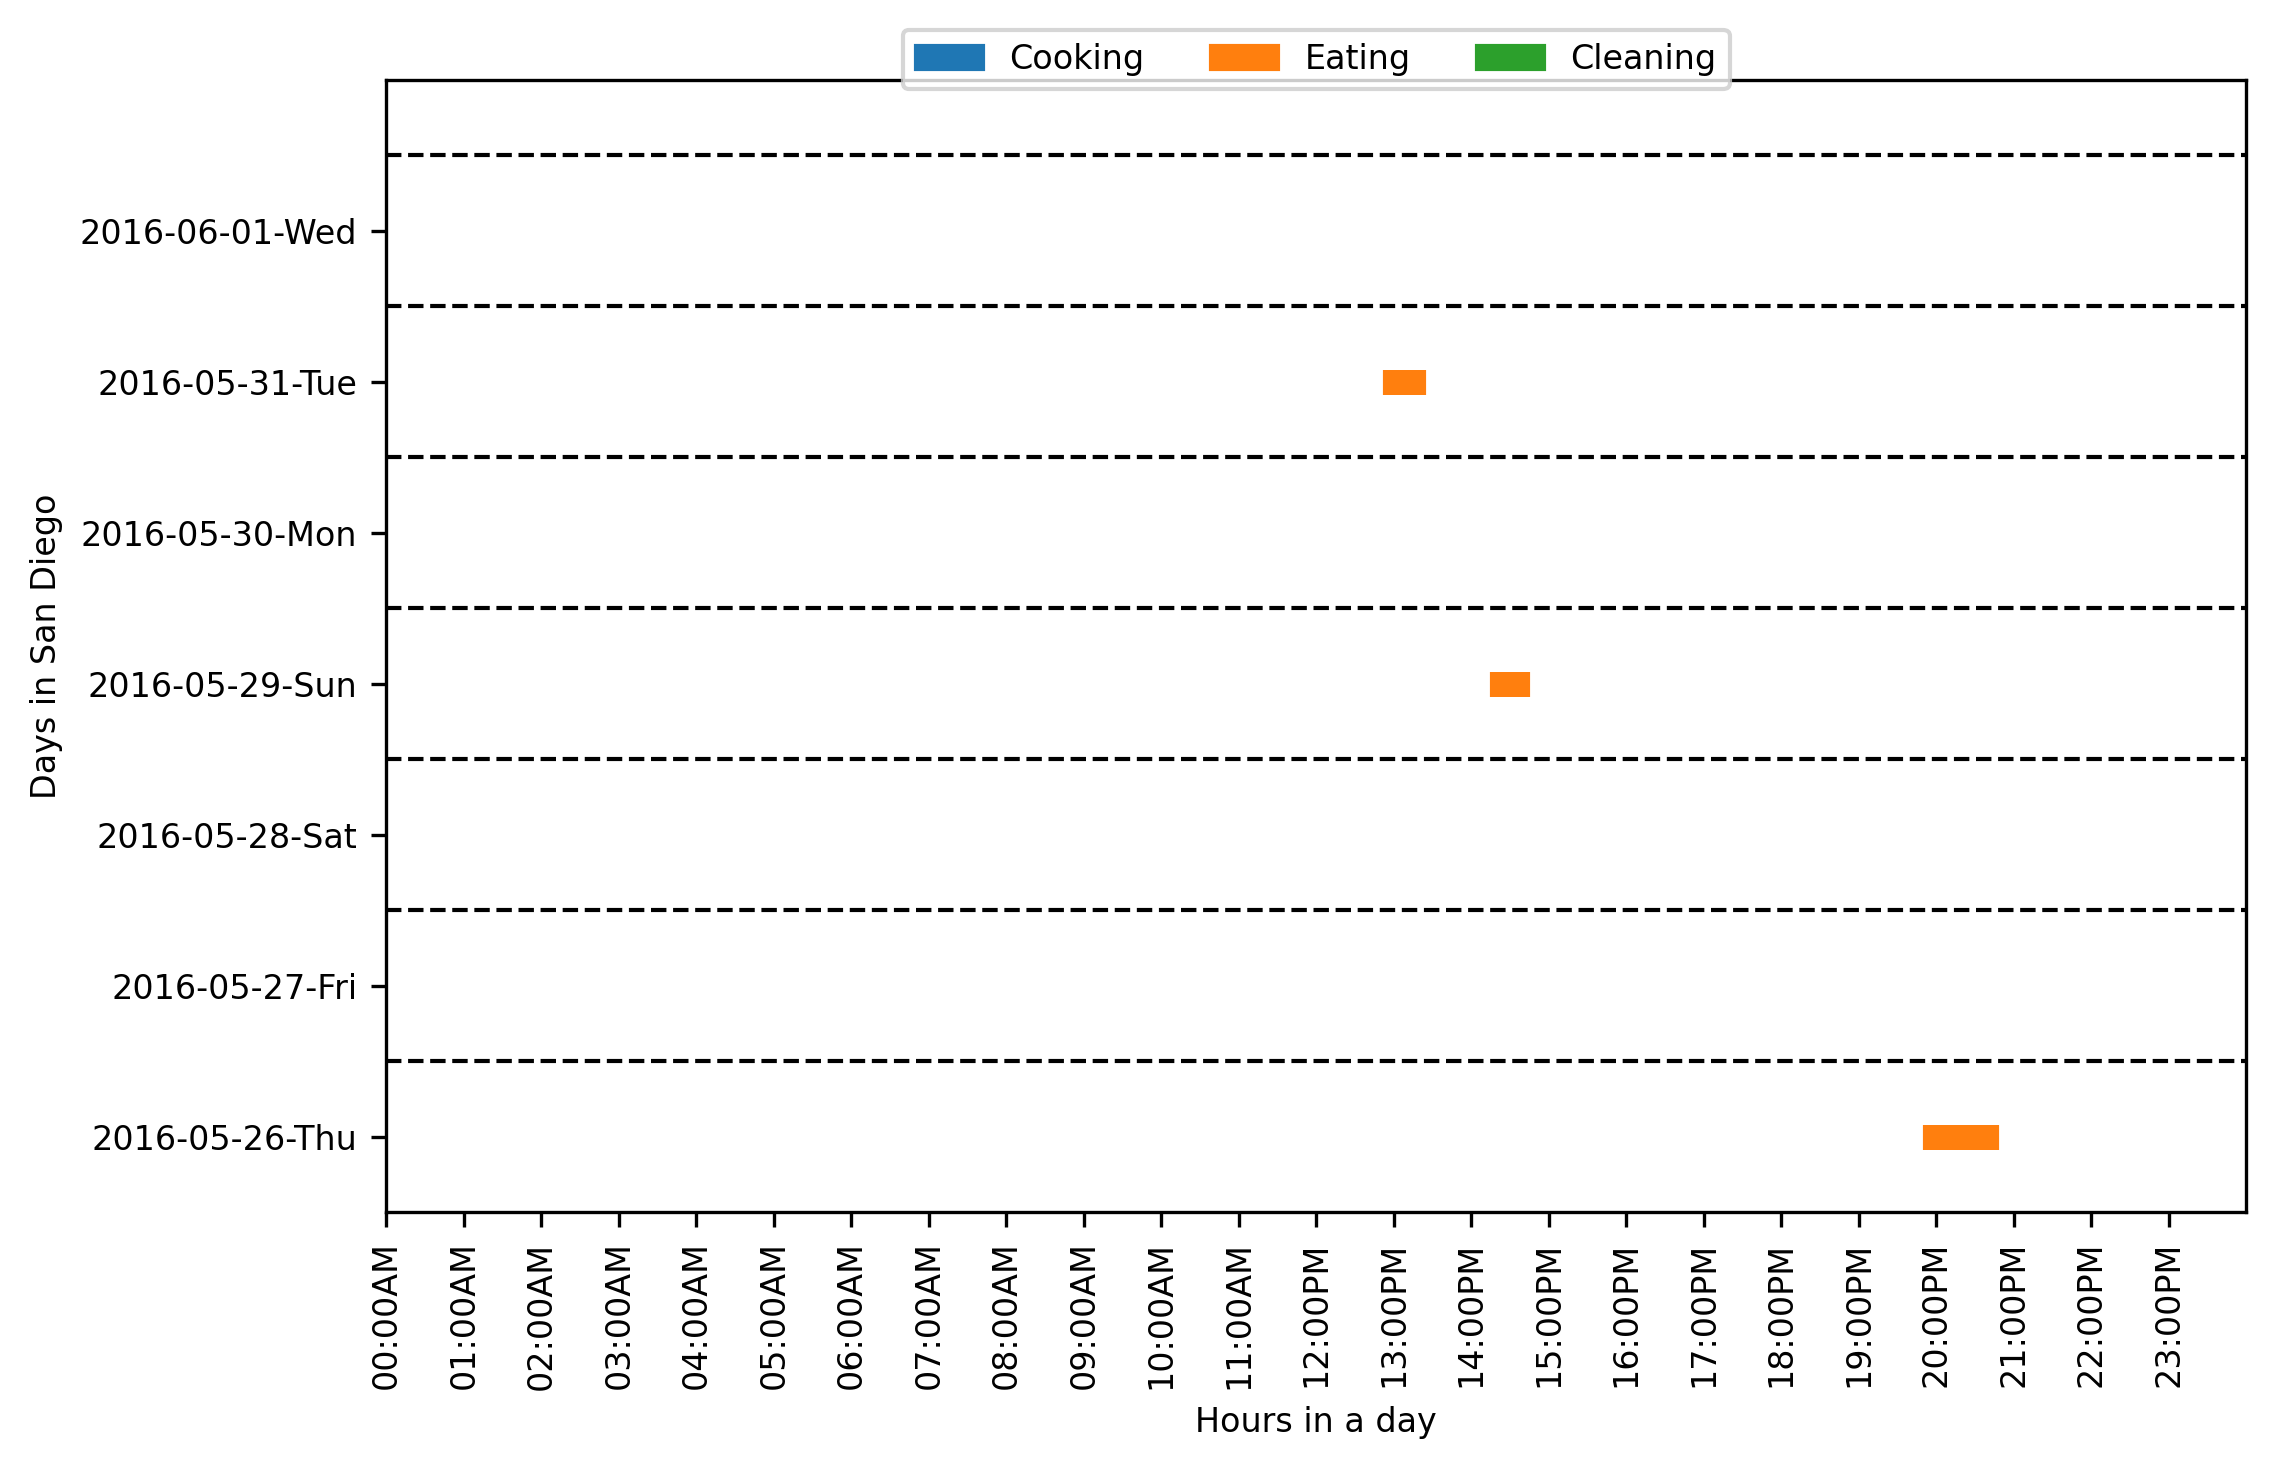 Cooking Eating Cleaning
2016-06-01-Wed
2016-05-31-Tue
2016-05-30-Mon
2016-05-29-Sun
2016-05-28-Sat
2016-05-27-Fri
2016-05-26-Thu
Days in San Diego
00:00AM 01:00AM 02:00AM 03:00AM 04:00AM 05:00AM 06:00AM 07:00AM 08:00AM 09:00AM 10:00AM 11:00AM 12:00PM 13:00PM 14:00PM 15:00PM 16:00PM 17:00PM 18:00PM 19:00PM 20:00PM 21:00PM 22:00PM 23:00PM
Hours in a day